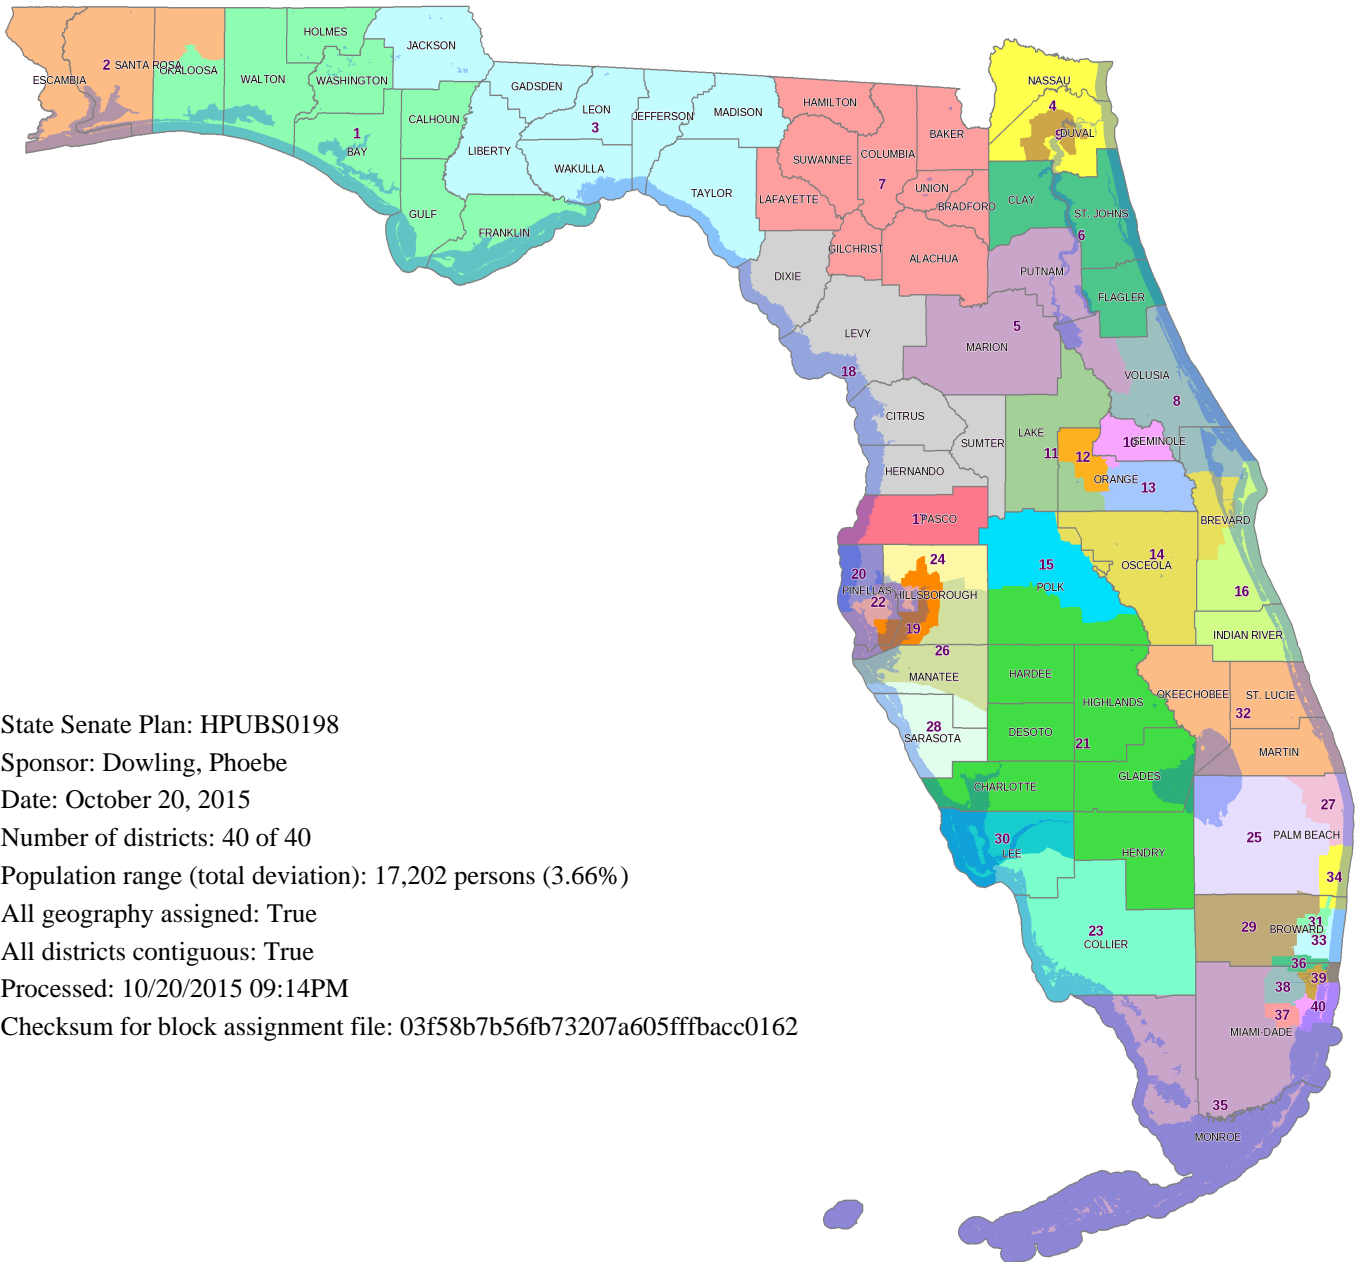 HOLMES
JACKSON
2 SANTA ROSA
OKALOOSA
ESCAMBIA
WALTON
WASHINGTON
GADSDEN
LEON
3
JEFFERSON
MADISON
HAMILTON
NASSAU
4
CALHOUN
1
BAY
LIBERTY
WAKULLA
TAYLOR
SUWANNEE
COLUMBIA
BAKER
9
DUVAL
7
UNION
BRADFORD
LAFAYETTE
CLAY
ST. JOHNS
GULF
FRANKLIN
GILCHRIST
ALACHUA
6
DIXIE
PUTNAM
FLAGLER
LEVY
5
MARION
18
VOLUSIA
8
CITRUS
SUMTER
LAKE
11
12
10
SEMINOLE
HERNANDO
ORANGE
13
17
PASCO
BREVARD
24
20
PINELLAS
22
HILLSBOROUGH
19
15
POLK
14
OSCEOLA
16
INDIAN RIVER
26
MANATEE
HARDEE
HIGHLANDS
OKEECHOBEE
ST. LUCIE
32
28
SARASOTA
DESOTO
21
MARTIN
CHARLOTTE
GLADES
27
25
PALM BEACH
30
LEE
HENDRY
34
23
COLLIER
29
BROWARD
31
33
36
39
38
40
37
MIAMI-DADE
35
MONROE
State Senate Plan: HPUBS0198
Sponsor: Dowling, Phoebe
Date: October 20, 2015
Number of districts: 40 of 40
Population range (total deviation): 17,202 persons (3.66%)
All geography assigned: True
All districts contiguous: True
Processed: 10/20/2015 09:14PM
Checksum for block assignment file: 03f58b7b56fb73207a605fffbacc0162